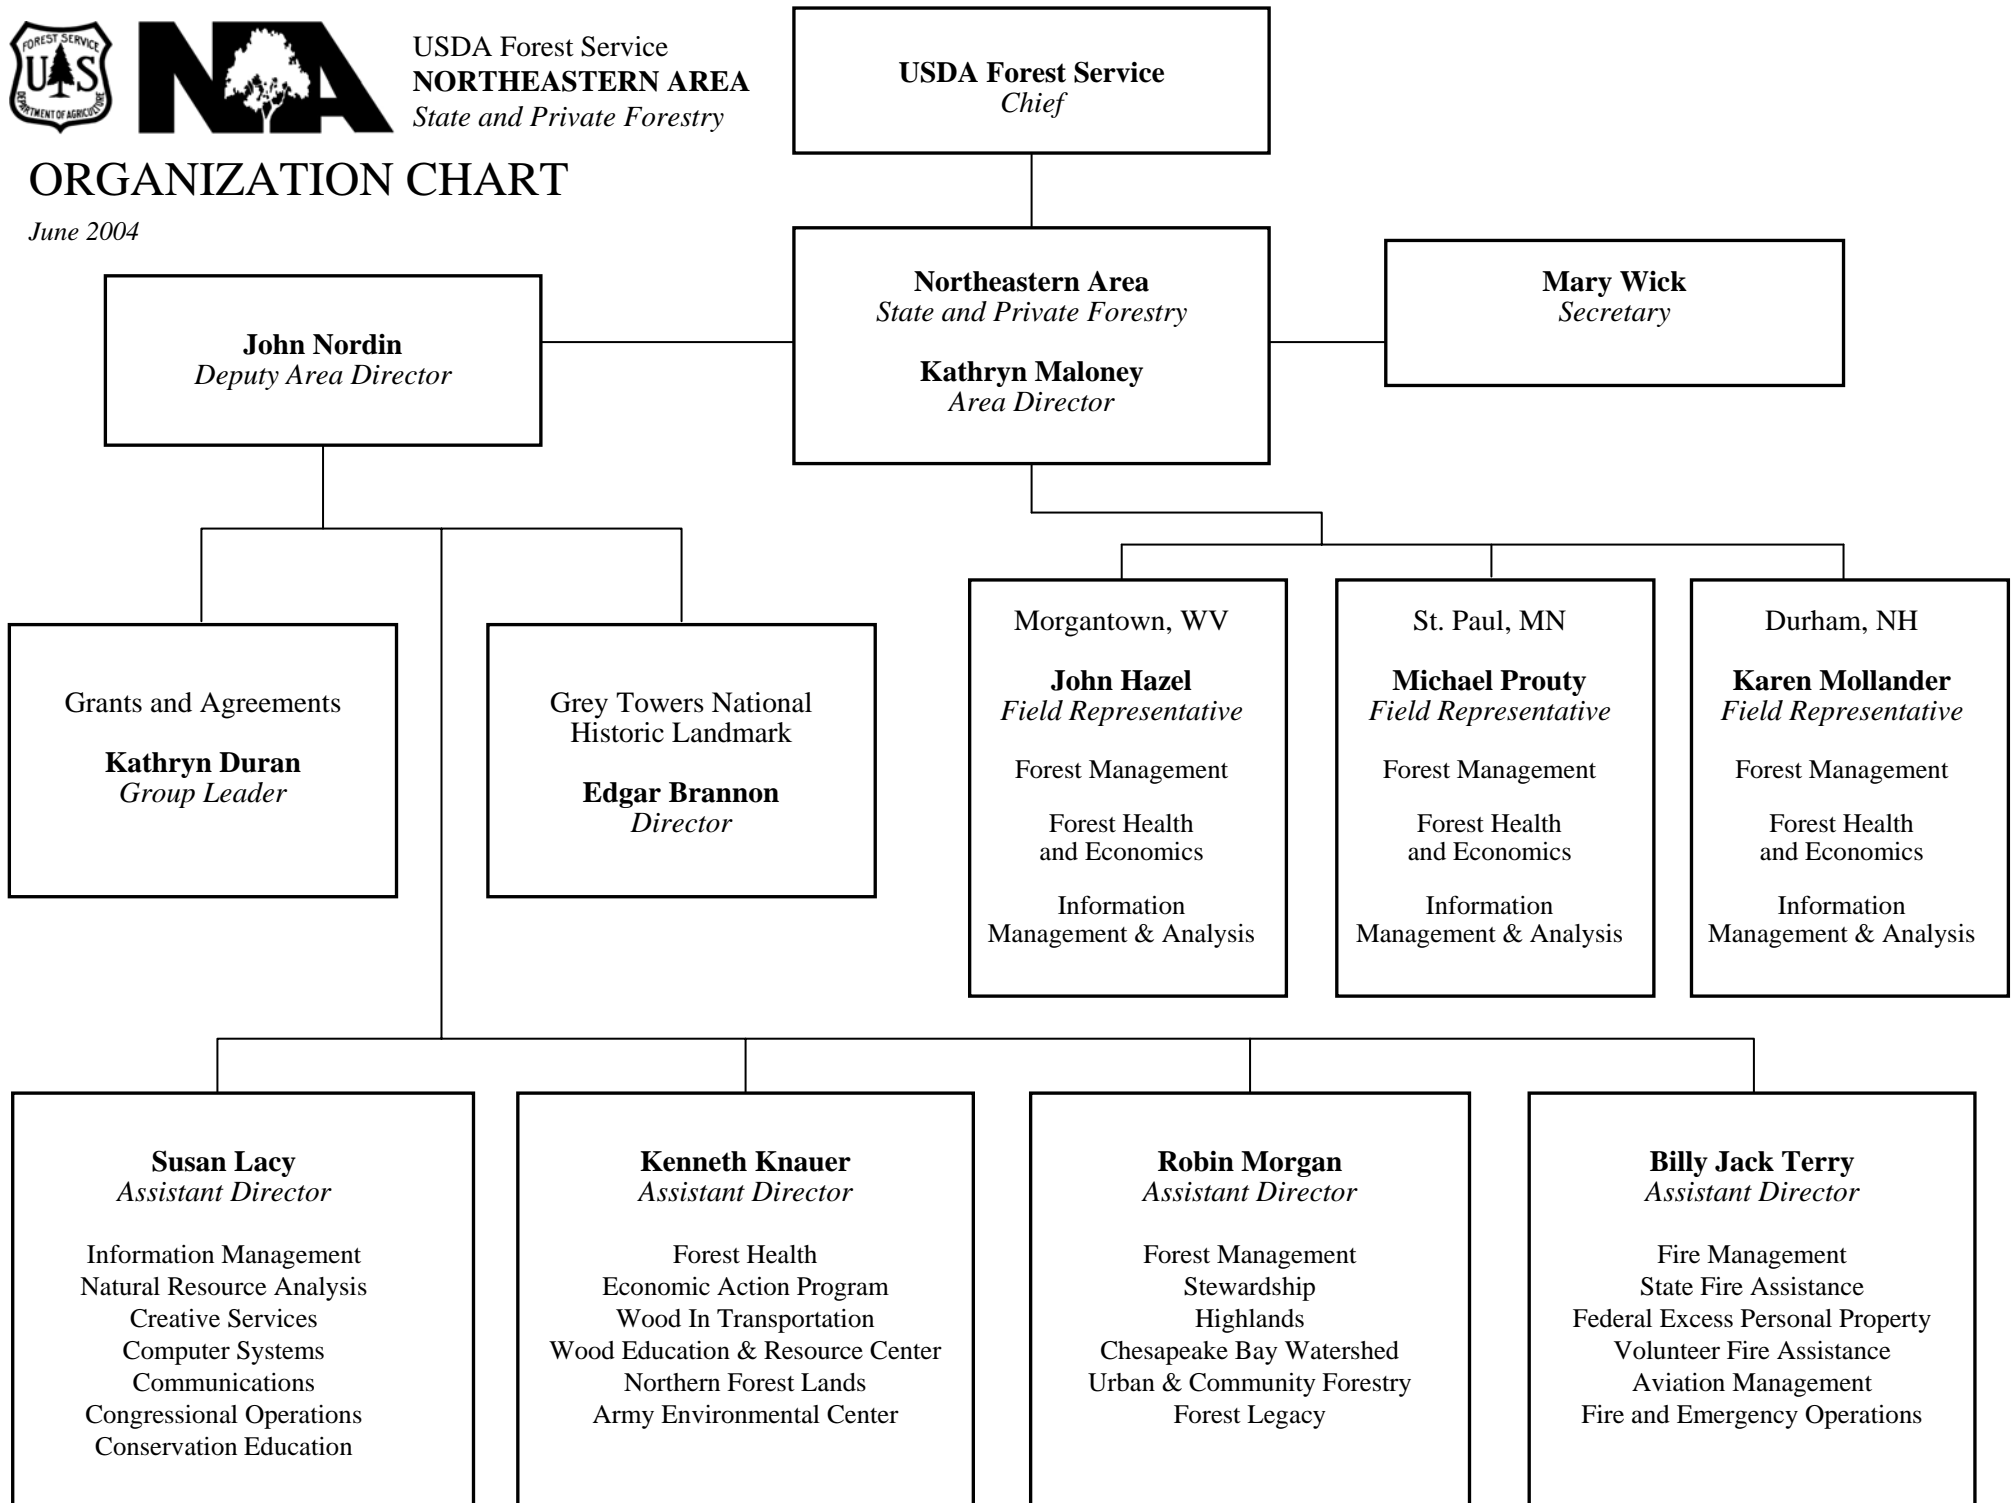 FOREST SERVICE
UAS
DEPARTMENT OF AGRICULTURE
NA
USDA Forest Service
NORTHEASTERN AREA
State and Private Forestry
ORGANIZATION CHART
June 2004
USDA Forest Service
Chief
Northeastern Area
State and Private Forestry
Kathryn Maloney
Area Director
Mary Wick
Secretary
John Nordin
Deputy Area Director
Grants and Agreements
Kathryn Duran
Group Leader
Grey Towers National
Historic Landmark
Edgar Brannon
Director
Morgantown, WV
John Hazel
Field Representative
Forest Management
Forest Health
and Economics
Information
Management & Analysis
St. Paul, MN
Michael Prouty
Field Representative
Forest Management
Forest Health
and Economics
Information
Management & Analysis
Durham, NH
Karen Mollander
Field Representative
Forest Management
Forest Health
and Economics
Information
Management & Analysis
Susan Lacy
Assistant Director
Information Management
Natural Resource Analysis
Creative Services
Computer Systems
Communications
Congressional Operations
Conservation Education
Kenneth Knauer
Assistant Director
Forest Health
Economic Action Program
Wood In Transportation
Wood Education & Resource Center
Northern Forest Lands
Army Environmental Center
Robin Morgan
Assistant Director
Forest Management
Stewardship
Highlands
Chesapeake Bay Watershed
Urban & Community Forestry
Forest Legacy
Billy Jack Terry
Assistant Director
Fire Management
State Fire Assistance
Federal Excess Personal Property
Volunteer Fire Assistance
Aviation Management
Fire and Emergency Operations